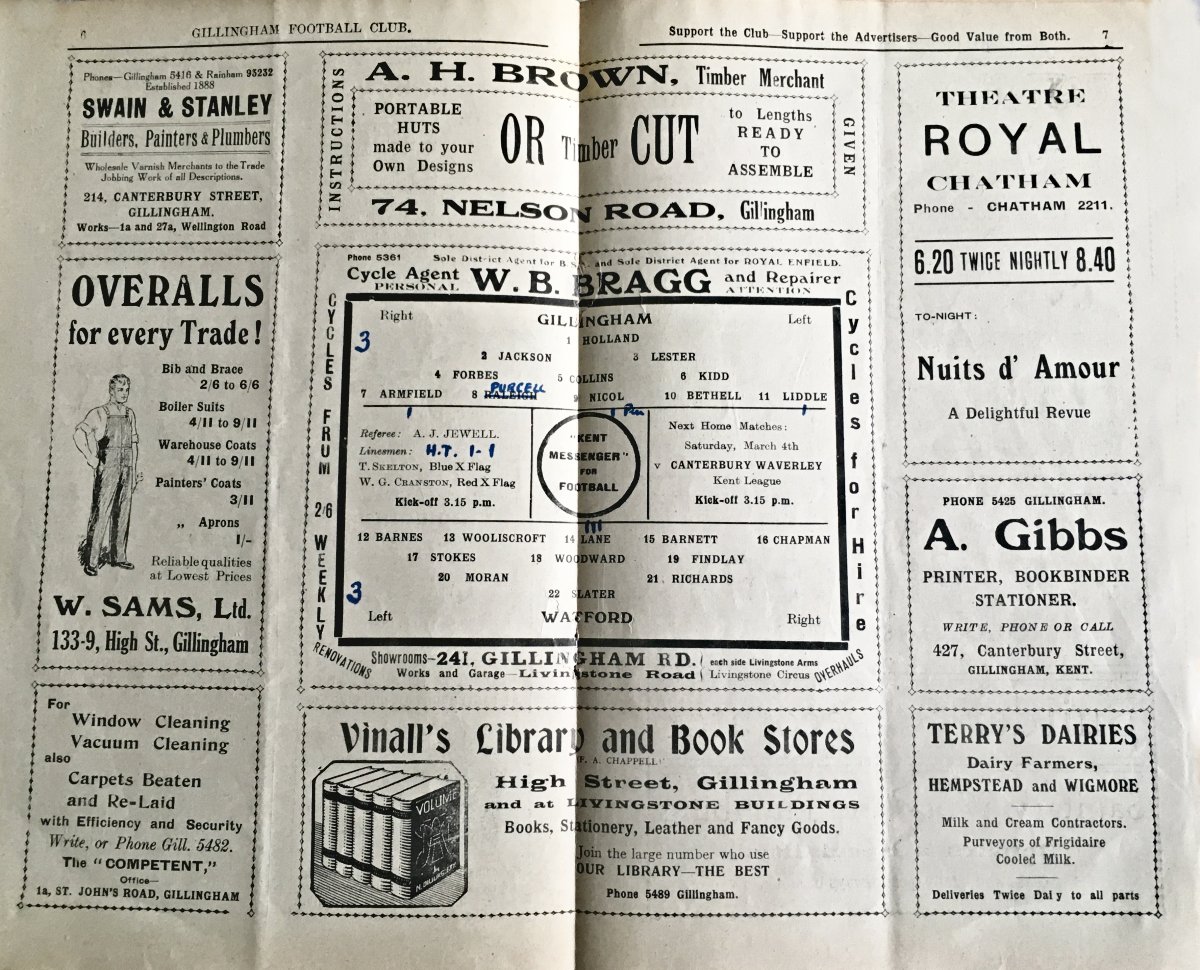 6
GILLINGHAM FOOTBALL CLUB.
Support the Club—Support the Advertisers—Good Value from Both.
7
Phones—Gillingham 5416 & Rainham 95232
Established 1888
SWAIN & STANLEY
Builders, Painters & Plumbers
Wholesale Varnish Merchants to the Trade
Jobbing Work of all Descriptions.
214, CANTERBURY STREET,
GILLINGHAM.
Works—1a and 27a, Wellington Road
OVERALLS
for every Trade!
Bib and Brace
2/6 to 6/6
Boiler Suits
4/11 to 9/11
Warehouse Coats
4/11 to 9/11
Painters' Coats
3/11
„ Aprons
1/-
Reliable qualities
at Lowest Prices
W. SAMS, Ltd.
133-9, High St., Gillingham
For
Window Cleaning
Vacuum Cleaning
also
Carpets Beaten
and Re-Laid
with Efficiency and Security
Write, or Phone Gill. 5482.
The "COMPETENT,"
Office—
1a, ST. JOHN'S ROAD, GILLINGHAM
INSTRUCTIONS
A. H. BROWN, Timber Merchant
PORTABLE
HUTS
made to your
Own Designs
OR Timber CUT
to Lengths
READY
TO
ASSEMBLE
GIVEN
74, NELSON ROAD, Gillingham
Phone 5361 Sole District Agent for B.S.A. and Sole District Agent for ROYAL ENFIELD.
Cycle Agent W. B. BRAGG and Repairer
PERSONAL ATTENTION
CYCLES FRUM 2/6 WEEKLY
Cycles for Hire
Right GILLINGHAM Left
3
1 HOLLAND
2 JACKSON 3 LESTER
4 FORBES 5 COLLINS 6 KIDD
PURCELL
7 ARMFIELD 8 RALEIGH 9 NICOL 10 BETHELL 11 LIDDLE
1 1 Pen 1
Referee: A. J. JEWELL.
Linesmen: H.T. 1-1
T. SKELTON, Blue X Flag
W. G. CRANSTON, Red X Flag
Kick-off 3.15 p.m.
"KENT
MESSENGER"
FOR
FOOTBALL
Next Home Matches:
Saturday, March 4th
v CANTERBURY WAVERLEY
Kent League
Kick-off 3.15 p.m.
111
12 BARNES 13 WOOLISCROFT 14 LANE 15 BARNETT 16 CHAPMAN
17 STOKES 18 WOODWARD 19 FINDLAY
20 MORAN 21 RICHARDS
3
22 SLATER
Left WATFORD Right
RENOVATIONS
Showrooms—241, GILLINGHAM RD. each side Livingstone Arms
Works and Garage—Livingstone Road Livingstone Circus
OVERHAULS
Vinall's Library and Book Stores
(F. A. CHAPPELL)
High Street, Gillingham
and at LIVINGSTONE BUILDINGS
Books, Stationery, Leather and Fancy Goods.
Join the large number who use
OUR LIBRARY—THE BEST
Phone 5489 Gillingham.
VOLUME
THEATRE
ROYAL
CHATHAM
Phone - CHATHAM 2211.
6.20 TWICE NIGHTLY 8.40
TO-NIGHT:
Nuits d' Amour
A Delightful Revue
PHONE 5425 GILLINGHAM.
A. Gibbs
PRINTER, BOOKBINDER
STATIONER.
WRITE, PHONE OR CALL
427, Canterbury Street,
GILLINGHAM, KENT.
TERRY'S DAIRIES
Dairy Farmers,
HEMPSTEAD and WIGMORE
Milk and Cream Contractors.
Purveyors of Frigidaire
Cooled Milk.
Deliveries Twice Daily to all parts